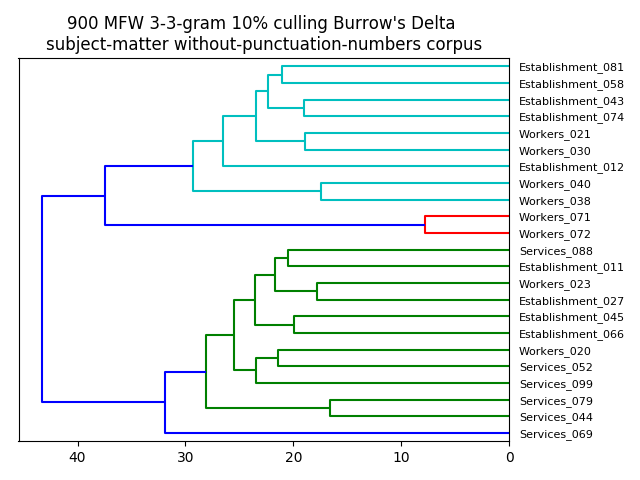 900 MFW 3-3-gram 10% culling Burrow's Delta
subject-matter without-punctuation-numbers corpus
Establishment_081
Establishment_058
Establishment_043
Establishment_074
Workers_021
Workers_030
Establishment_012
Workers_040
Workers_038
Workers_071
Workers_072
Services_088
Establishment_011
Workers_023
Establishment_027
Establishment_045
Establishment_066
Workers_020
Services_052
Services_099
Services_079
Services_044
Services_069
40 30 20 10 0